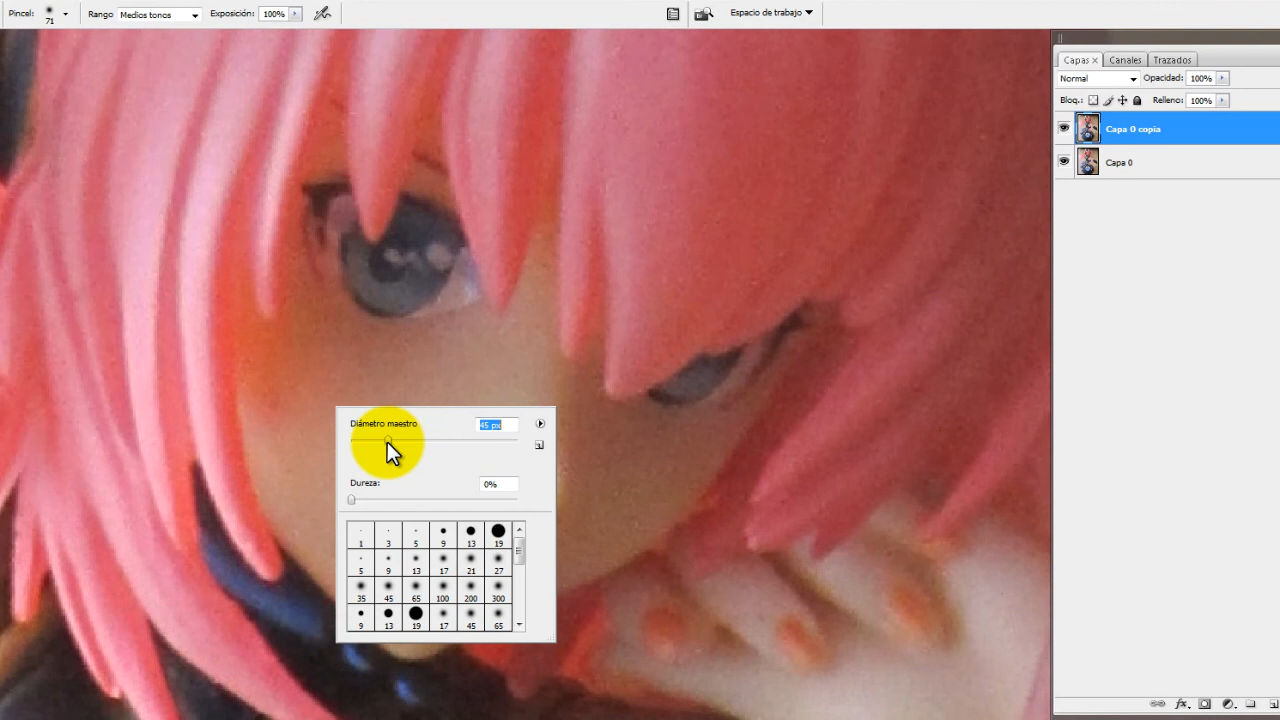 Pincel: 71 Rango Medios tonos Exposición: 100% Espacio de trabajo
Capas x Canales Trazados
Normal Opacidad: 100%
Bloq.: Relleno: 100%
Capa 0 copia
Capa 0
Diámetro maestro 45 px
Dureza: 0%
1 3 5 9 13 19
5 9 13 17 21 27
35 45 65 100 200 300
9 13 19 17 45 65
fx